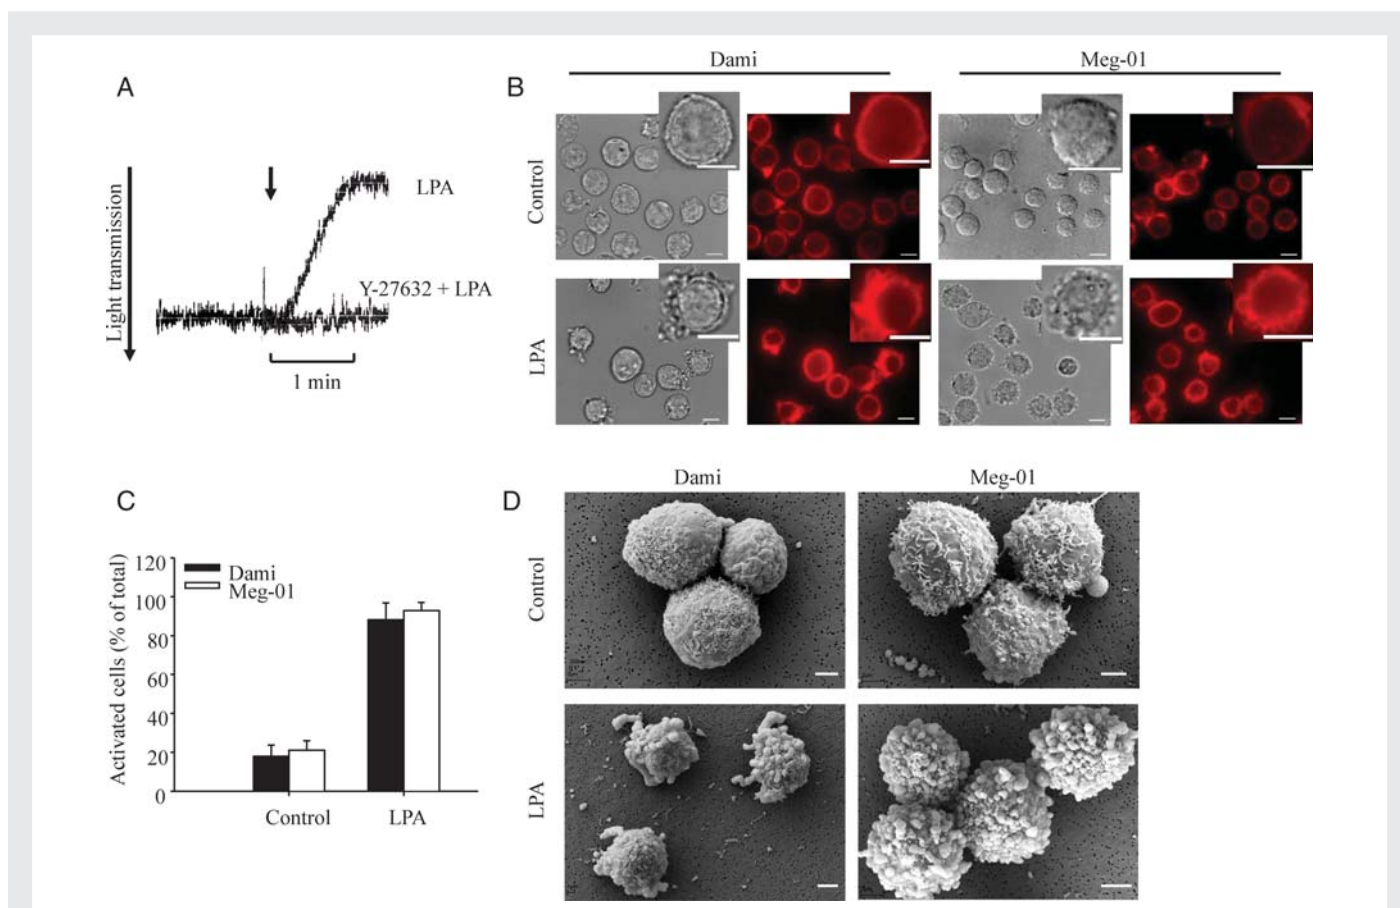 A
Light transmission
LPA
Y-27632 + LPA
1 min
B
Dami
Meg-01
Control
LPA
C
Activated cells (% of total)
120
100
80
60
40
20
0
Dami
Meg-01
Control
LPA
D
Dami
Meg-01
Control
LPA